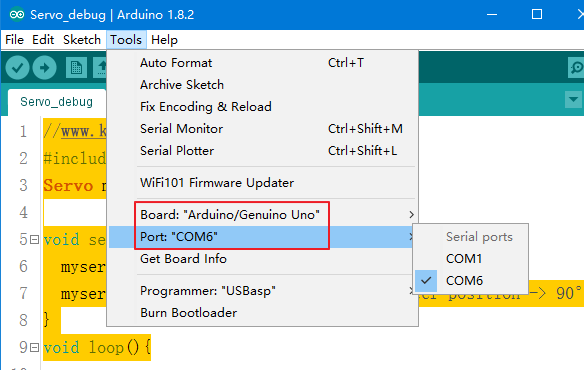 Servo_debug | Arduino 1.8.2
File Edit Sketch Tools Help
Auto Format Ctrl+T
Archive Sketch
Fix Encoding & Reload
Serial Monitor Ctrl+Shift+M
Serial Plotter Ctrl+Shift+L
WiFi101 Firmware Updater
Board: "Arduino/Genuino Uno"
Port: "COM6"
Get Board Info
Programmer: "USBasp"
Burn Bootloader
Serial ports
COM1
COM6
Servo_debug
1 //www.k
2 #includ
3 Servo
4
5 void se
6 myser
7 myser position -> 90°
8 }
9 void loop(){